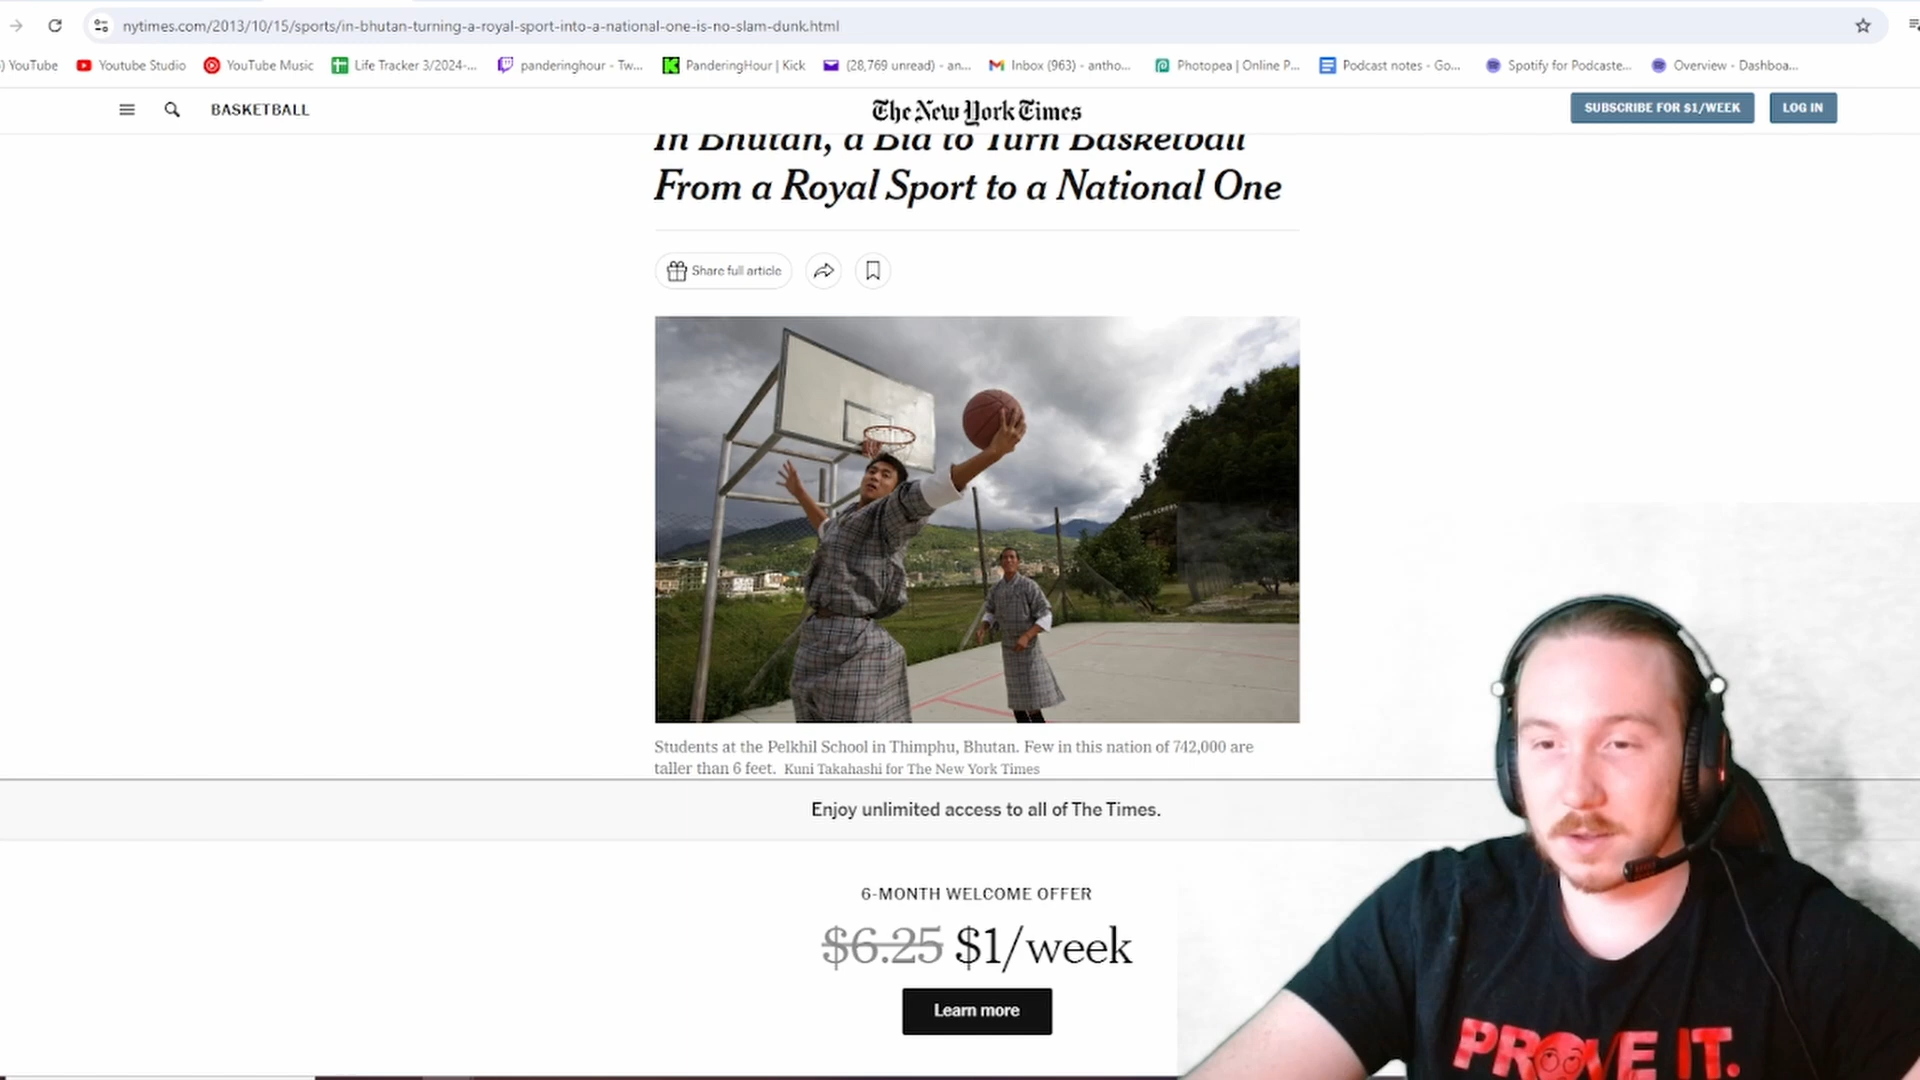 nytimes.com/2013/10/15/sports/in-bhutan-turning-a-royal-sport-into-a-national-one-is-no-slam-dunk.html
) YouTube
Youtube Studio
YouTube Music
Life Tracker 3/2024-...
panderinghour - Tw...
PanderingHour | Kick
(28,769 unread) - an...
Inbox (963) - antho...
Photopea | Online P...
Podcast notes - Go...
Spotify for Podcaste...
Overview - Dashboa...
BASKETBALL
The New York Times
SUBSCRIBE FOR $1/WEEK
LOG IN
In Bhutan, a Bid to Turn Basketball
From a Royal Sport to a National One
Share full article
Students at the Pelkhil School in Thimphu, Bhutan. Few in this nation of 742,000 are
taller than 6 feet. Kuni Takahashi for The New York Times
Enjoy unlimited access to all of The Times.
6-MONTH WELCOME OFFER
$6.25 $1/week
Learn more
PROVE IT.